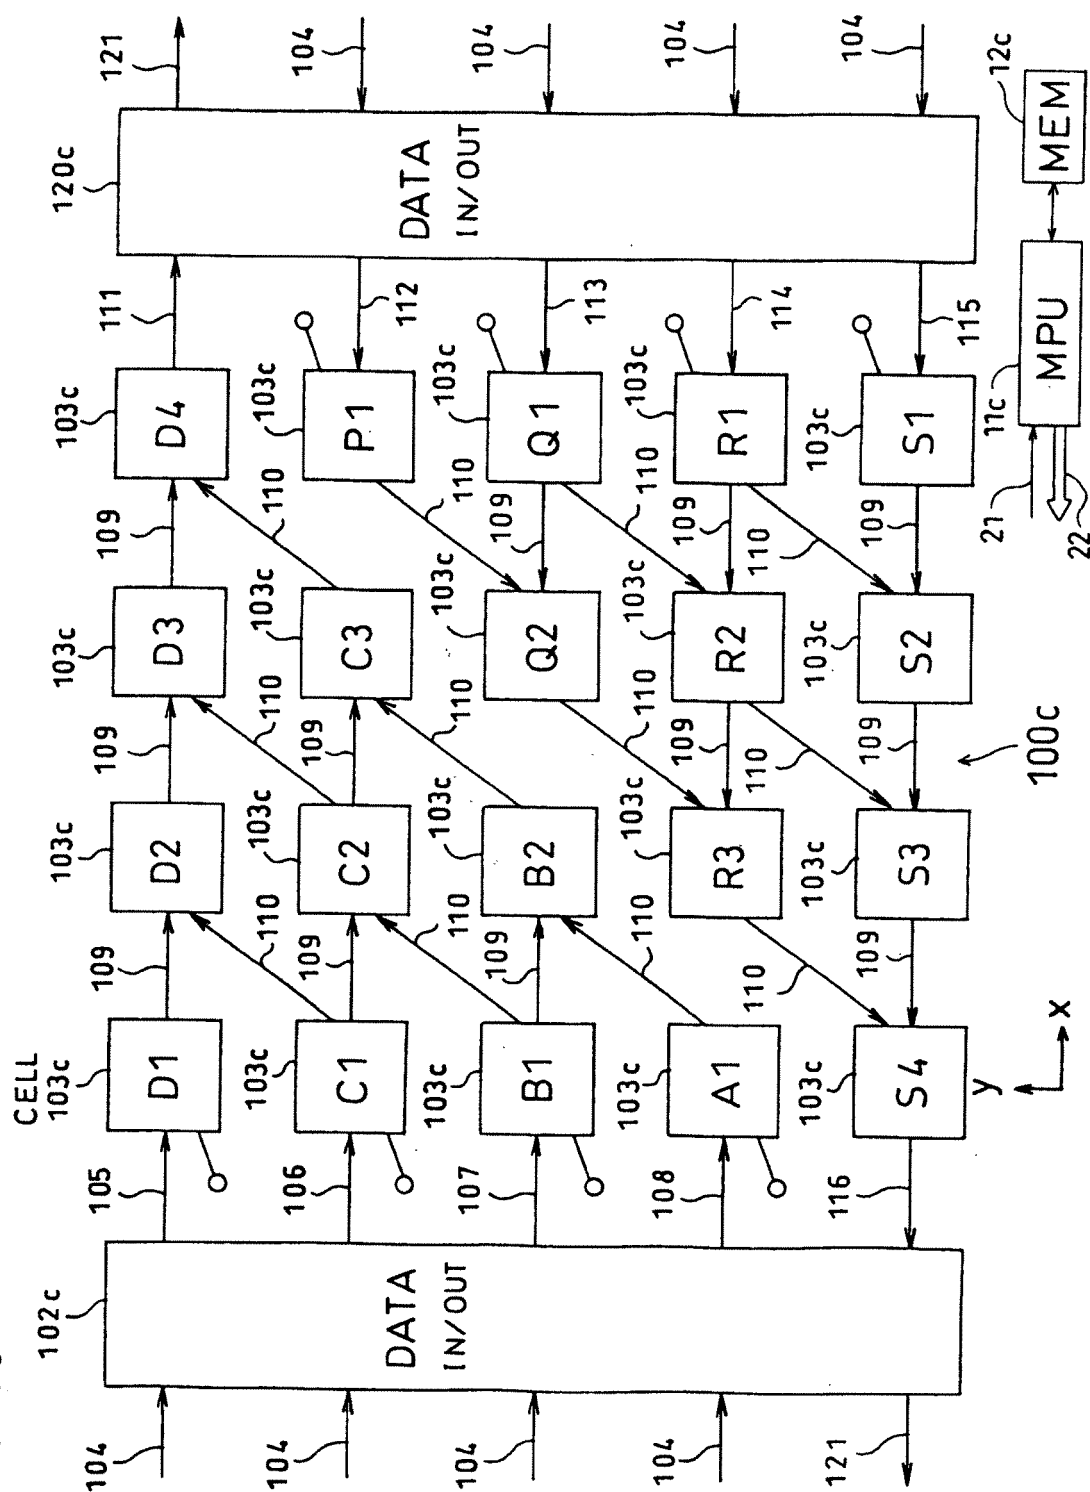 CELL
102c 103c 103c 103c 103c 120c
104 105 109 109 109 111 121
D1 D2 D3 D4
103c 110 103c 110 103c 110 103c
104 106 109 109 104
C1 C2 C3 P1
DATA 112 DATA
103c 110 103c 110 103c 110 103c
IN/OUT IN/OUT
104 107 109 109 104
B1 B2 Q2 Q1
113
103c 110 103c 110 103c 110 103c
104 108 109 109 104
A1 R3 R2 R1
110 110 110 114
103c 103c 103c 103c
121 116 109 109 109 104
S4 S3 S2 S1
115
y 21 11c 12c
x 100c MPU MEM
22